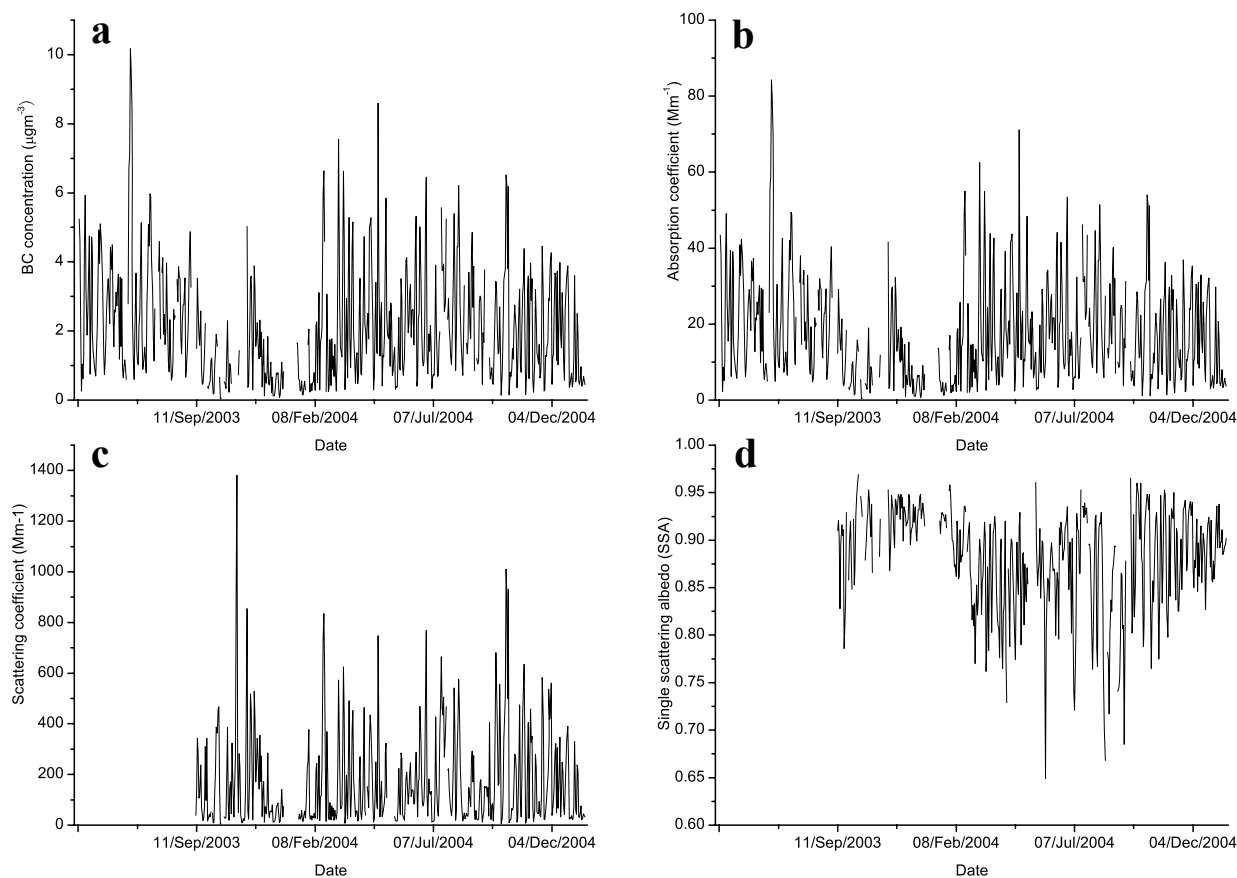 a
BC concentration (μgm-3)
10
8
6
4
2
0
11/Sep/2003 08/Feb/2004 07/Jul/2004 04/Dec/2004
Date
b
Absorption coefficient (Mm-1)
100
80
60
40
20
0
11/Sep/2003 08/Feb/2004 07/Jul/2004 04/Dec/2004
Date
c
Scattering coefficient (Mm-1)
1400
1200
1000
800
600
400
200
0
11/Sep/2003 08/Feb/2004 07/Jul/2004 04/Dec/2004
Date
d
Single scattering albedo (SSA)
1.00
0.95
0.90
0.85
0.80
0.75
0.70
0.65
0.60
11/Sep/2003 08/Feb/2004 07/Jul/2004 04/Dec/2004
Date